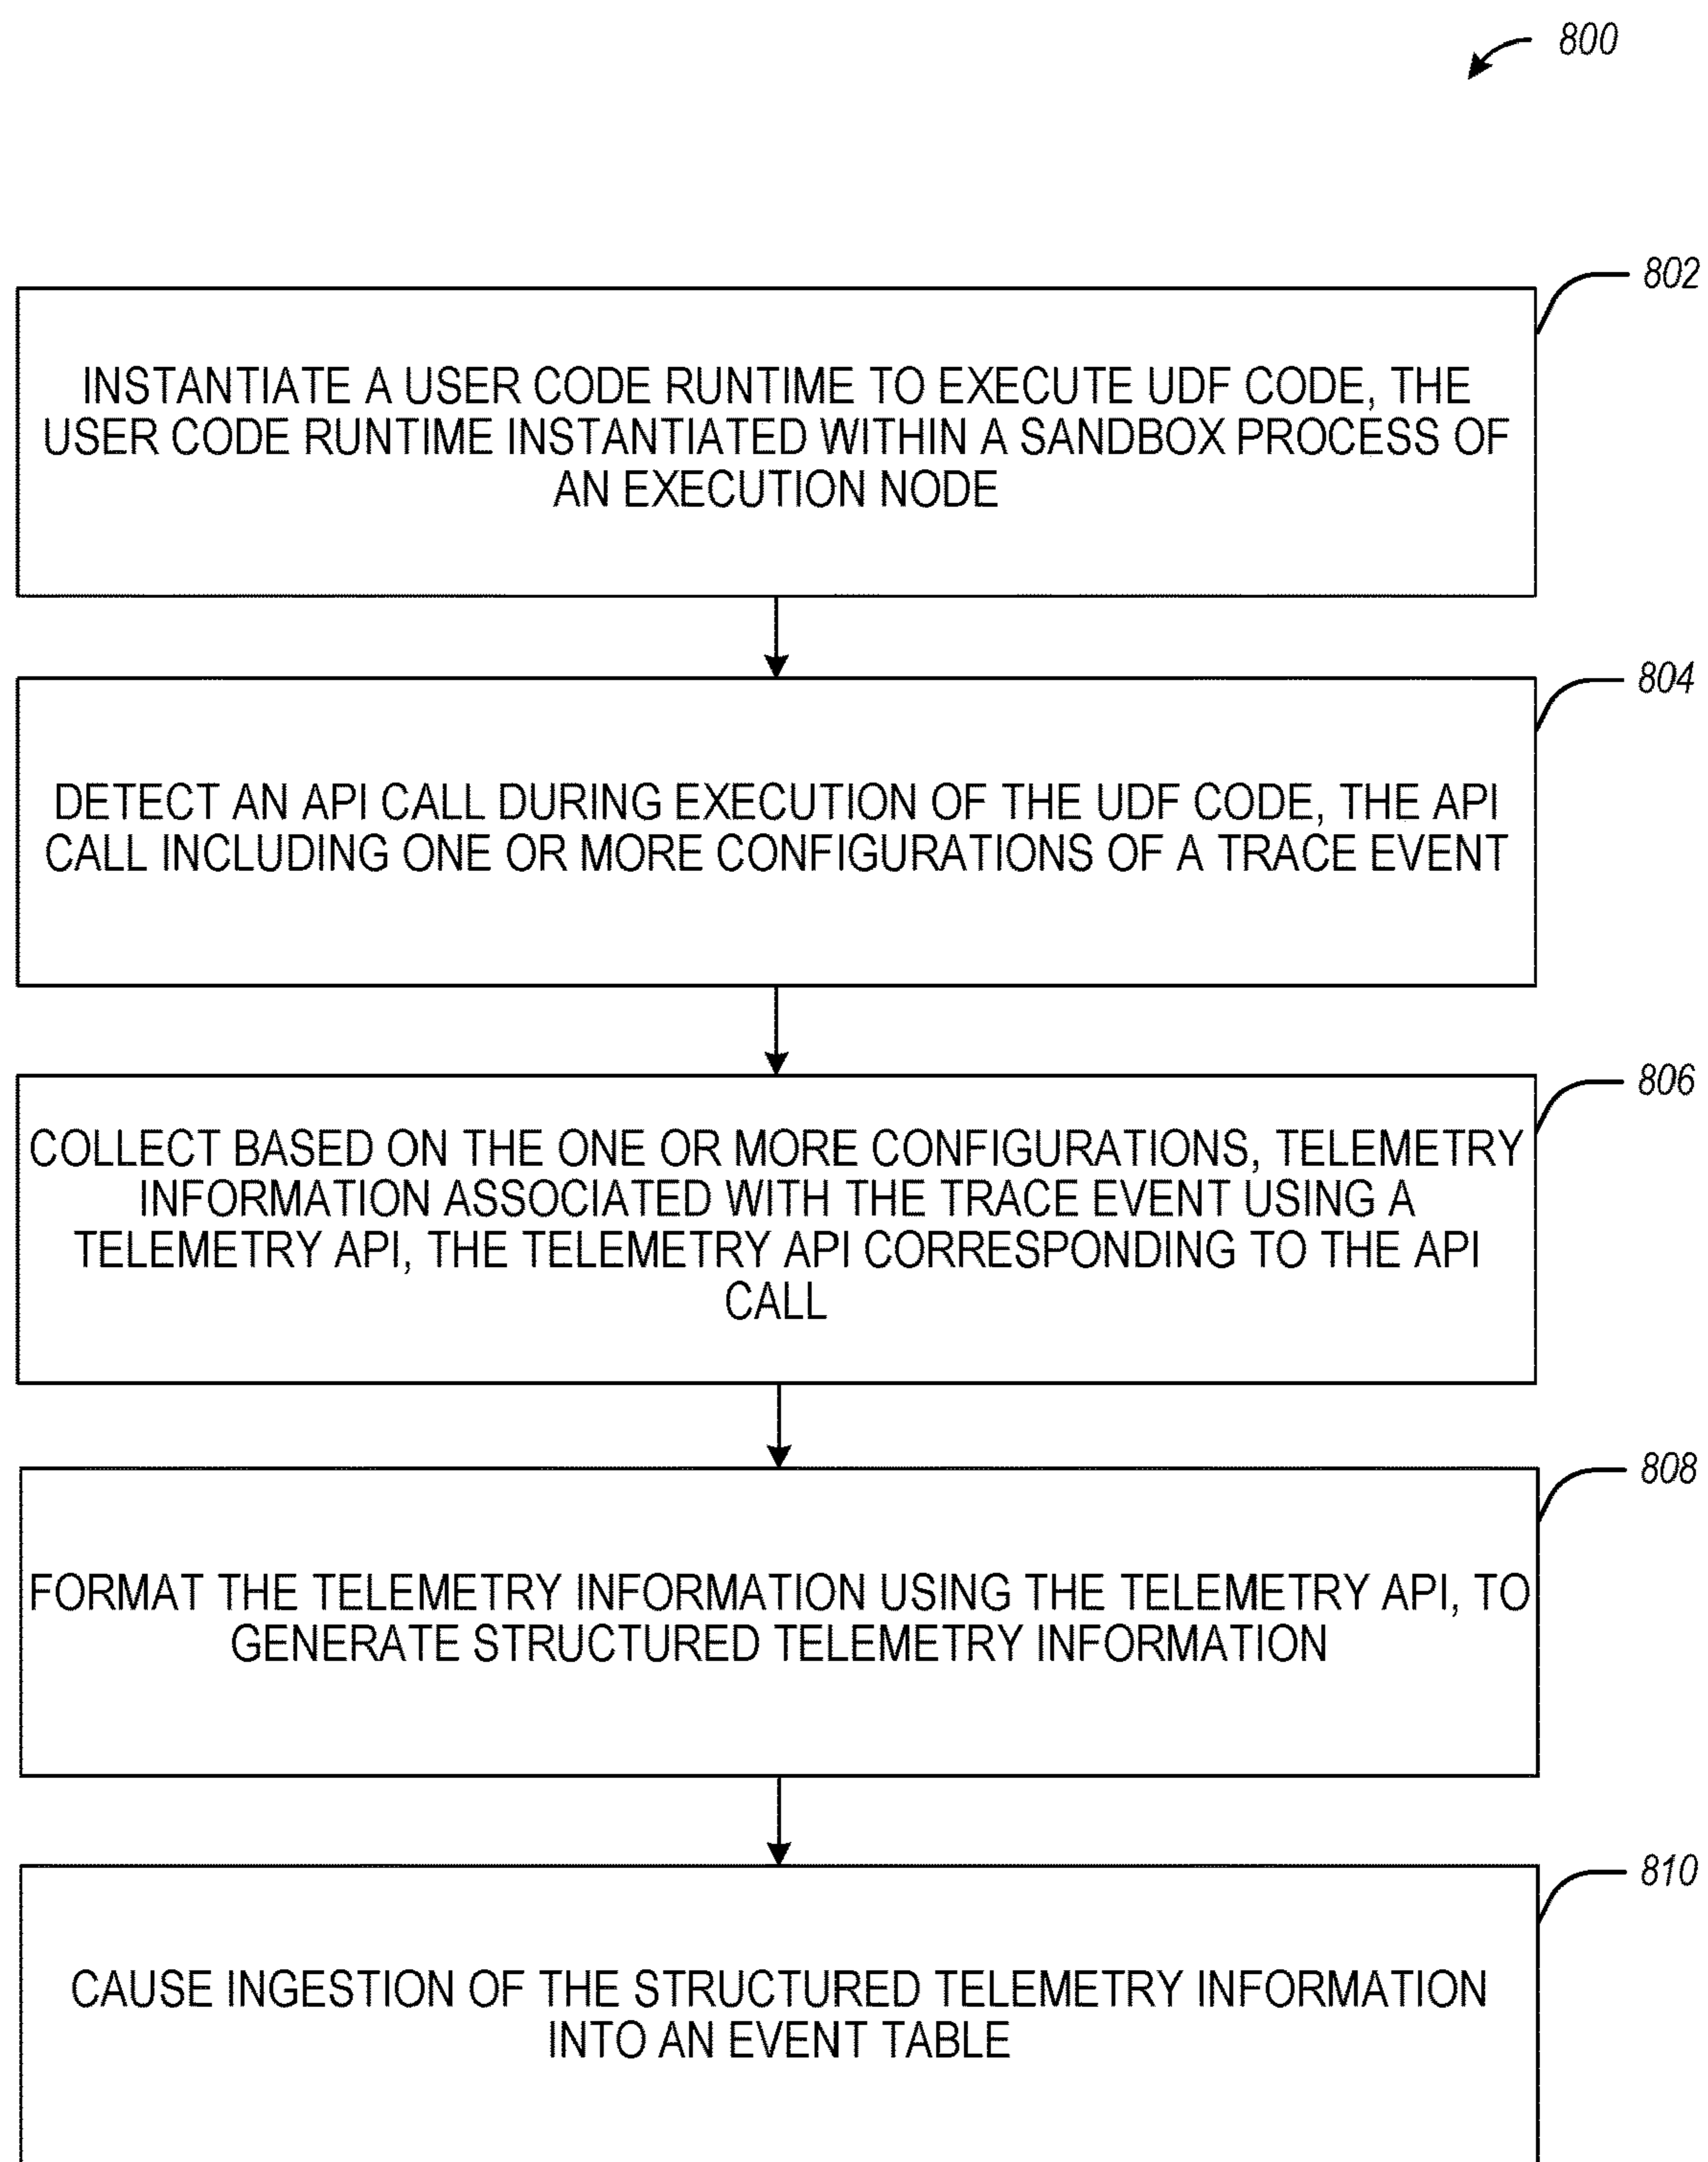 800
802
INSTANTIATE A USER CODE RUNTIME TO EXECUTE UDF CODE, THE
USER CODE RUNTIME INSTANTIATED WITHIN A SANDBOX PROCESS OF
AN EXECUTION NODE
804
DETECT AN API CALL DURING EXECUTION OF THE UDF CODE, THE API
CALL INCLUDING ONE OR MORE CONFIGURATIONS OF A TRACE EVENT
806
COLLECT BASED ON THE ONE OR MORE CONFIGURATIONS, TELEMETRY
INFORMATION ASSOCIATED WITH THE TRACE EVENT USING A
TELEMETRY API, THE TELEMETRY API CORRESPONDING TO THE API
CALL
808
FORMAT THE TELEMETRY INFORMATION USING THE TELEMETRY API, TO
GENERATE STRUCTURED TELEMETRY INFORMATION
810
CAUSE INGESTION OF THE STRUCTURED TELEMETRY INFORMATION
INTO AN EVENT TABLE